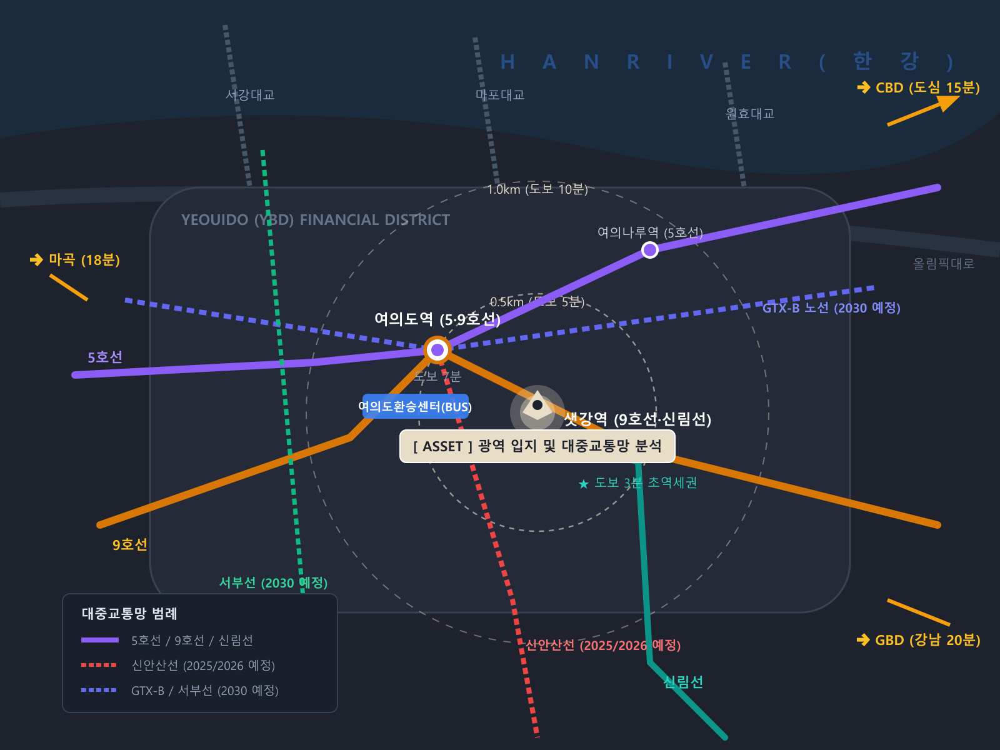 H A N R I V E R ( 한 강 )
➔ CBD (도심 15분)
서강대교
마포대교
원효대교
1.0km (도보 10분)
YEOUIDO (YBD) FINANCIAL DISTRICT
여의나루역 (5호선)
➔ 마곡 (18분)
올림픽대로
0.5km (도보 5분)
GTX-B 노선 (2030 예정)
여의도역 (5·9호선)
5호선
도보 7분
여의도환승센터(BUS)
샛강역 (9호선·신림선)
[ ASSET ] 광역 입지 및 대중교통망 분석
★ 도보 3분 초역세권
9호선
서부선 (2030 예정)
대중교통망 범례
5호선 / 9호선 / 신림선
신안산선 (2025/2026 예정)
GTX-B / 서부선 (2030 예정)
신안산선 (2025/2026 예정)
➔ GBD (강남 20분)
신림선